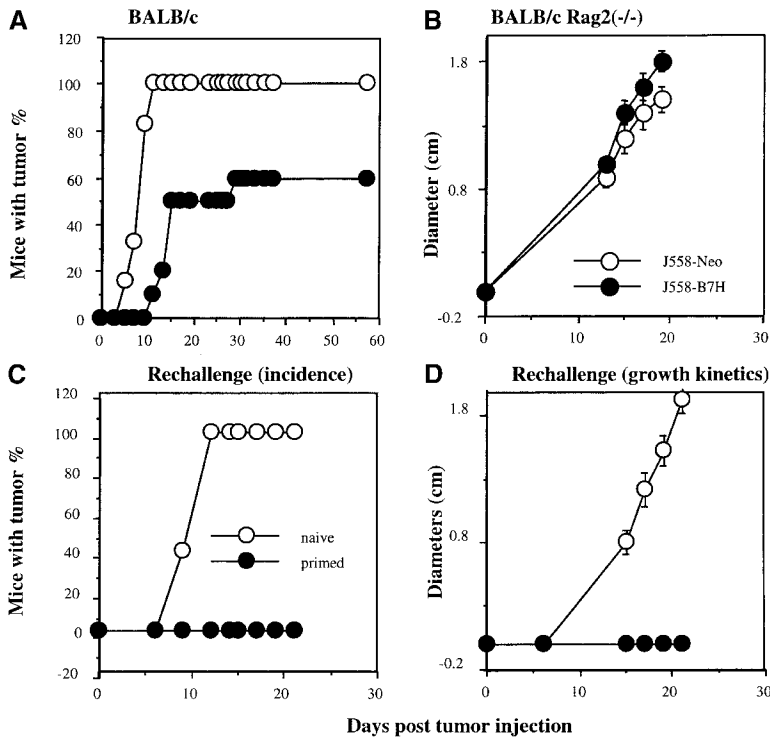 A BALB/c
Mice with tumor %
120
100
80
60
40
20
0
0 10 20 30 40 50 60
B BALB/c Rag2(-/-)
Diameter (cm)
1.8
0.8
-0.2
J558-Neo
J558-B7H
0 10 20 30
C Rechallenge (incidence)
Mice with tumor %
120
100
80
60
40
20
0
-20
naive
primed
0 10 20 30
D Rechallenge (growth kinetics)
Diameters (cm)
1.8
0.8
-0.2
0 10 20 30
Days post tumor injection